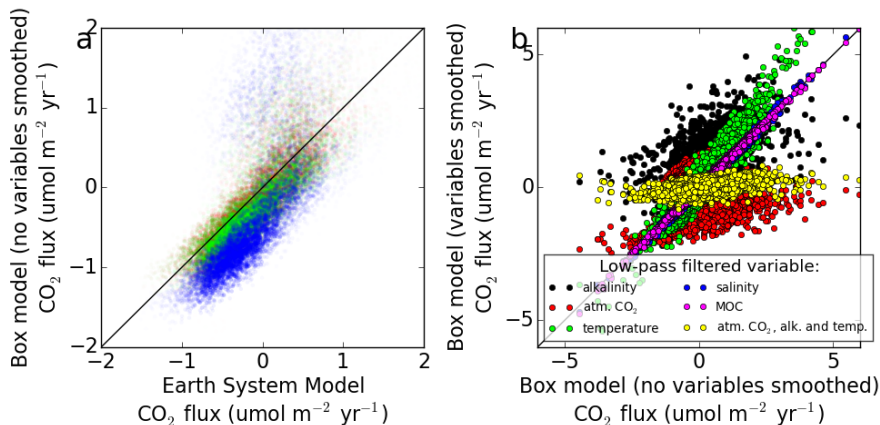 a
2
1
0
−1
−2
−2
−1
0
1
2
Box model (no variables smoothed)
CO₂ flux (umol m⁻² yr⁻¹)
Earth System Model
CO₂ flux (umol m⁻² yr⁻¹)
b
5
0
−5
−5
0
5
Box model (variables smoothed)
CO₂ flux (umol m⁻² yr⁻¹)
Low-pass filtered variable:
alkalinity
atm. CO₂
temperature
salinity
MOC
atm. CO₂, alk. and temp.
Box model (no variables smoothed)
CO₂ flux (umol m⁻² yr⁻¹)